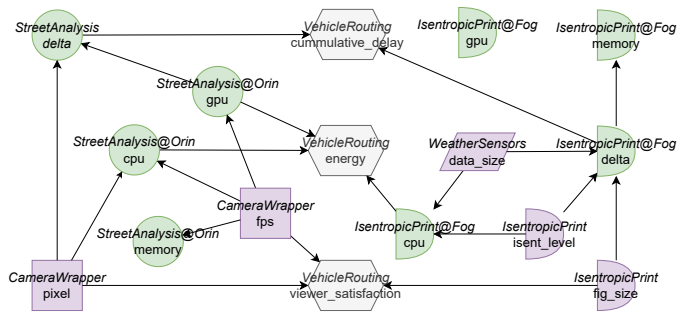 StreetAnalysis
delta
VehicleRouting
cummulative_delay
IsentropicPrint@Fog
gpu
IsentropicPrint@Fog
memory
StreetAnalysis@Orin
gpu
StreetAnalysis@Orin
cpu
VehicleRouting
energy
WeatherSensors
data_size
IsentropicPrint@Fog
delta
CameraWrapper
fps
StreetAnalysis@Orin
memory
IsentropicPrint@Fog
cpu
IsentropicPrint
isent_level
CameraWrapper
pixel
VehicleRouting
viewer_satisfaction
IsentropicPrint
fig_size